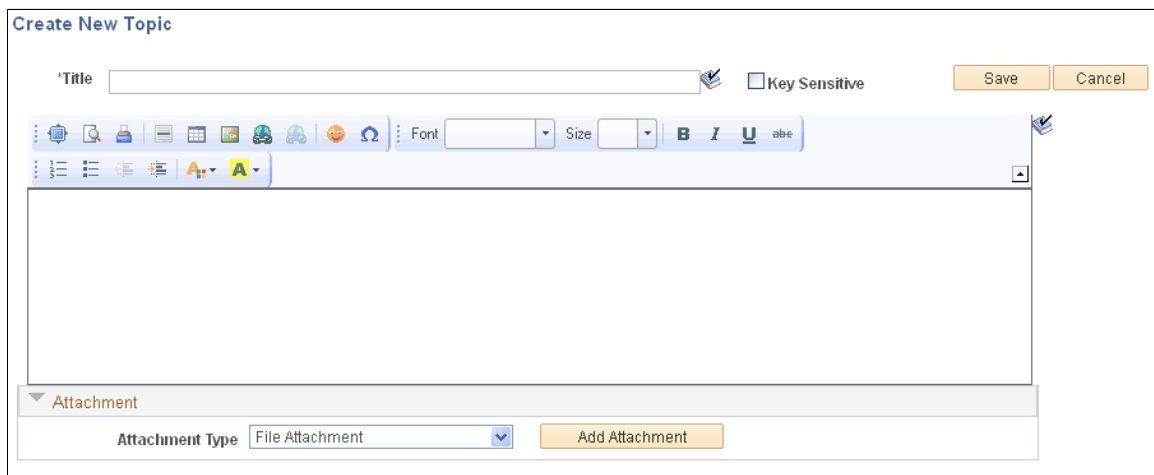 Create New Topic
*Title
Key Sensitive
Save
Cancel
Font
Size
B I U abc
A A
Attachment
Attachment Type File Attachment Add Attachment